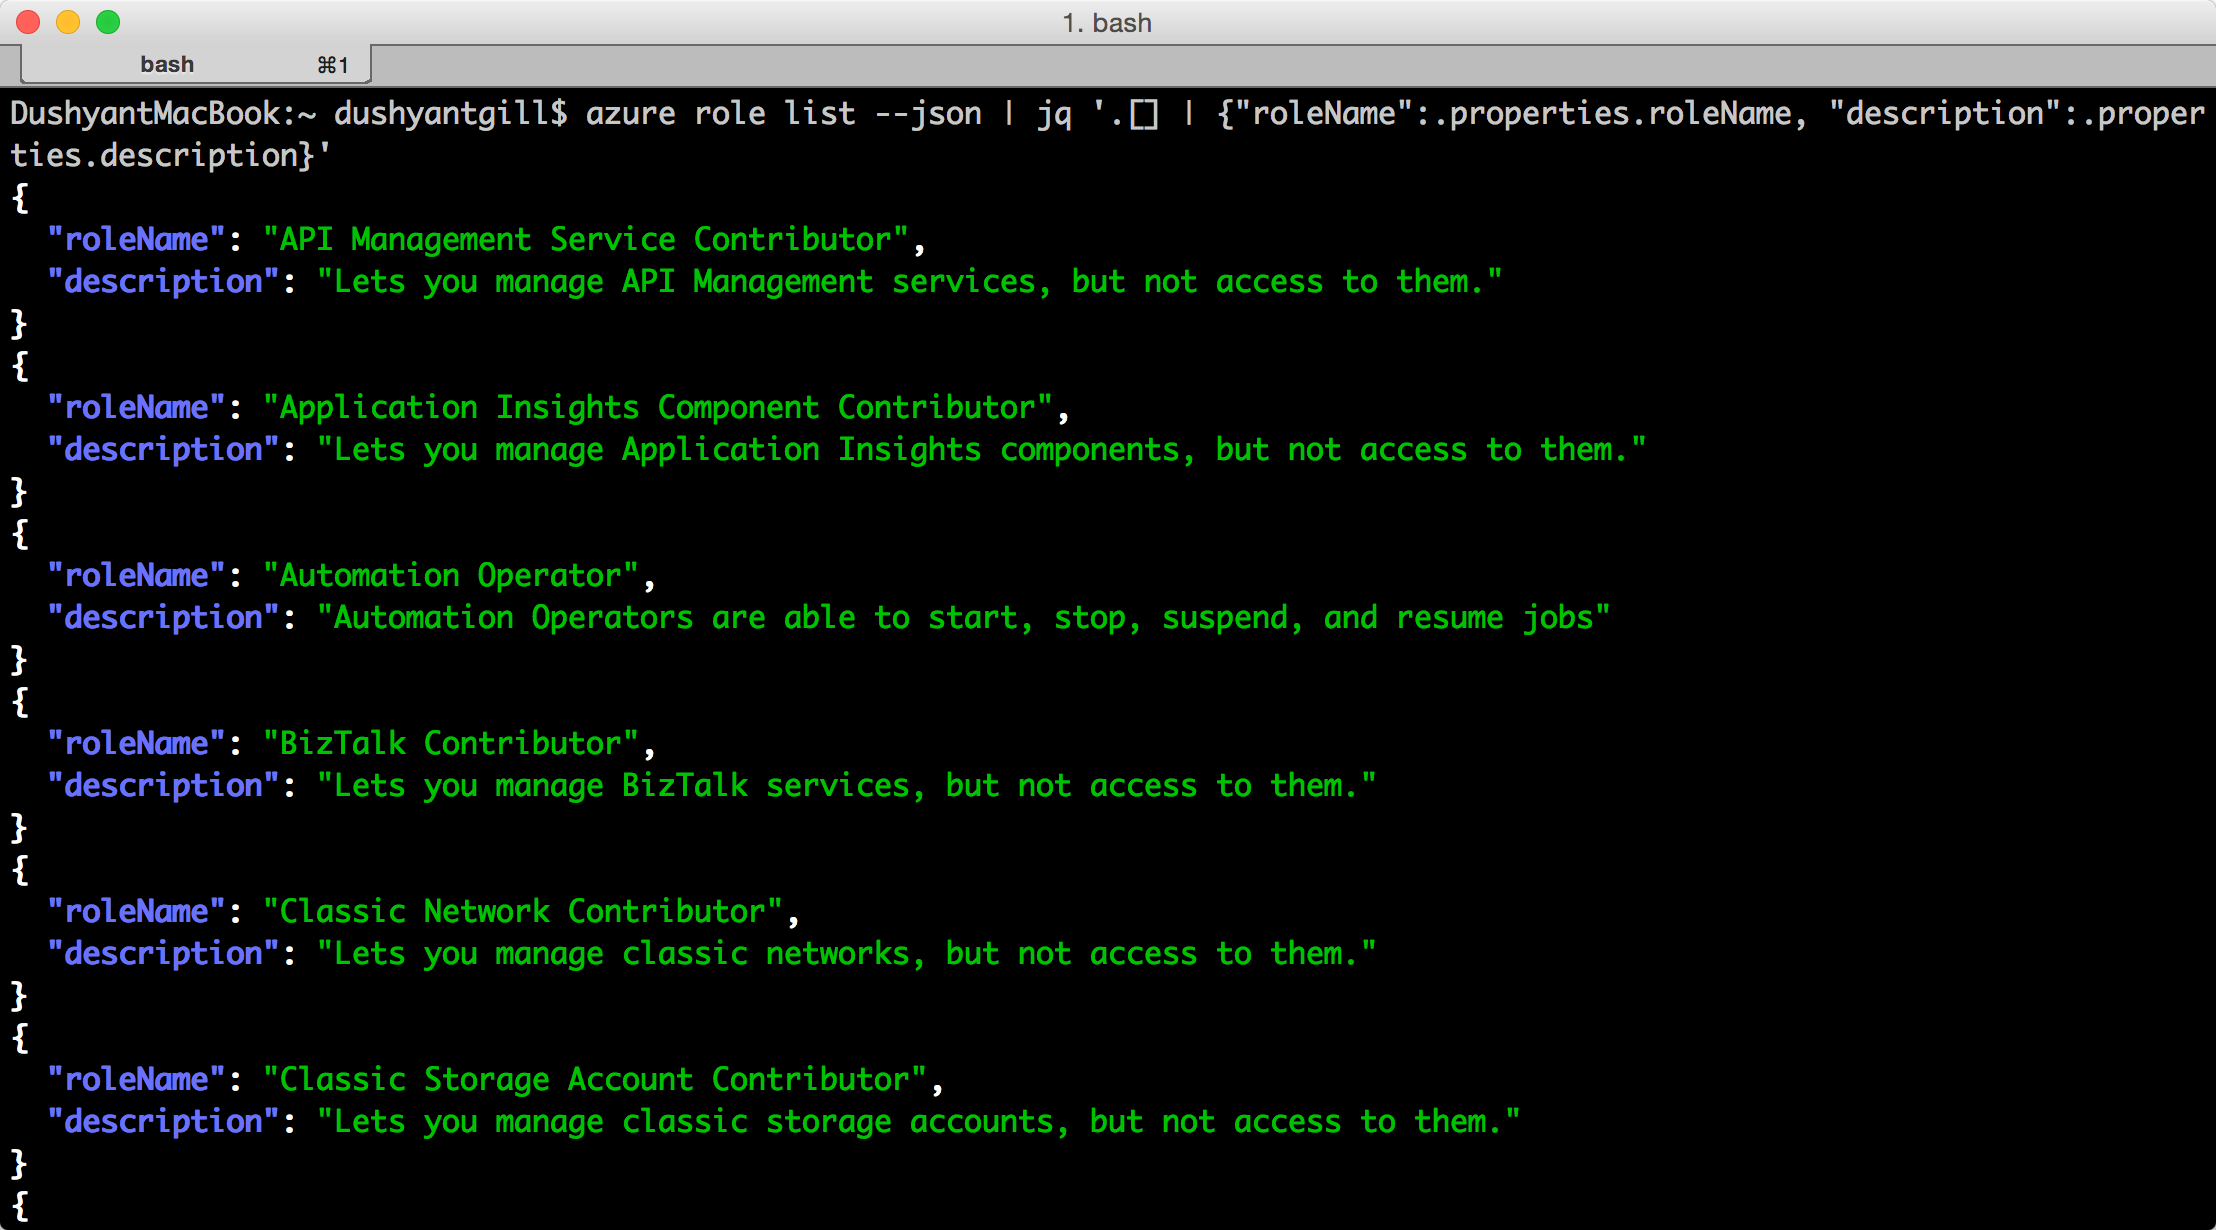 1. bash
bash ⌘1
DushyantMacBook:~ dushyantgill$ azure role list --json | jq '.[] | {"roleName":.properties.roleName, "description":.proper
ties.description}'
{
  "roleName": "API Management Service Contributor",
  "description": "Lets you manage API Management services, but not access to them."
}
{
  "roleName": "Application Insights Component Contributor",
  "description": "Lets you manage Application Insights components, but not access to them."
}
{
  "roleName": "Automation Operator",
  "description": "Automation Operators are able to start, stop, suspend, and resume jobs"
}
{
  "roleName": "BizTalk Contributor",
  "description": "Lets you manage BizTalk services, but not access to them."
}
{
  "roleName": "Classic Network Contributor",
  "description": "Lets you manage classic networks, but not access to them."
}
{
  "roleName": "Classic Storage Account Contributor",
  "description": "Lets you manage classic storage accounts, but not access to them."
}
{